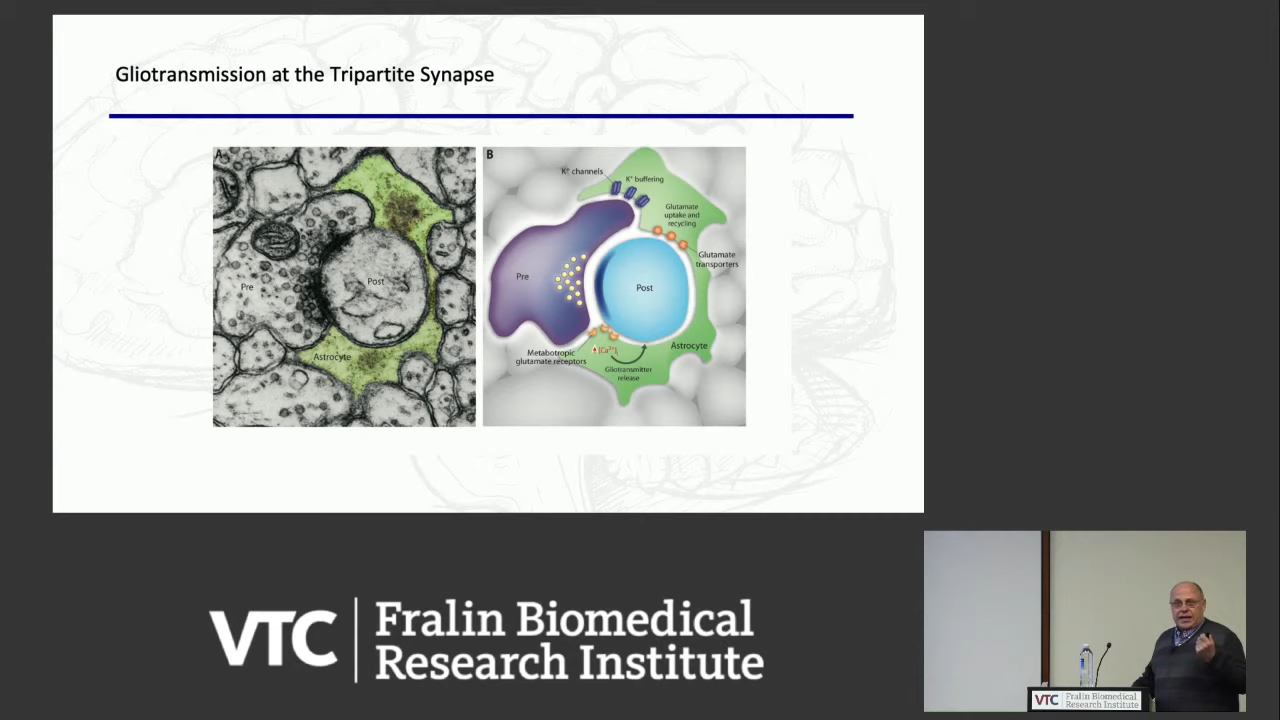 Gliotransmission at the Tripartite Synapse
A
Pre
Post
Astrocyte
B
K+ channels
K+ buffering
Glutamate
uptake and
recycling
Glutamate
transporters
Pre
Post
Metabotropic
glutamate receptors
[Ca2+]i
Gliotransmitter
release
Astrocyte
VTC
Fralin Biomedical
Research Institute
VTC
Fralin Biomedical
Research Institute